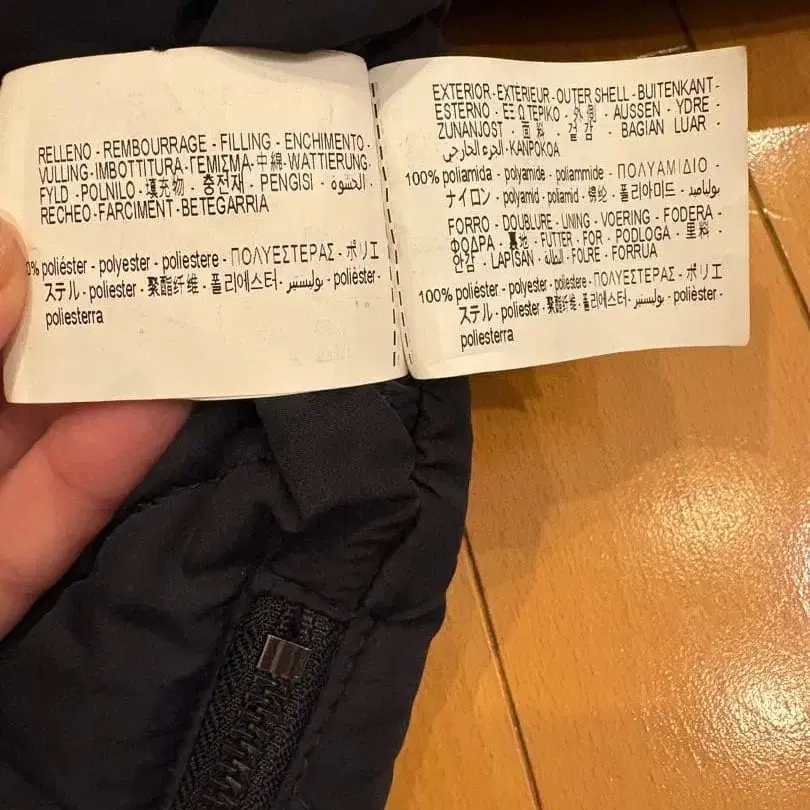 RELLENO - REMBOURRAGE - FILLING - ENCHIMENTO -
VULLING - IMBOTTITURA - ΓΕΜΙΣΜΑ - 中綿 - WATTIERUNG -
FYLD - POLNILO - 填充物 - 충전재 - PENGISI - الحشوة -
RECHEO - FARCIMENT - BETEGARRIA
0% poliéster - polyester - poliestere - ΠΟΛΥΕΣΤΕΡΑΣ - ポリエ
ステル - poliester - 聚酯纤维 - 폴리에스터 - بوليستير - polièster -
poliesterra
EXTERIOR - EXTÉRIEUR - OUTER SHELL - BUITENKANT -
ESTERNO - ΕΞΩΤΕΡΙΚΟ - 外側 - AUSSEN - YDRE -
ZUNANJOST - 面料 - 겉감 - BAGIAN LUAR -
الجزء الخارجي - KANPOKOA
100% poliamida - polyamide - poliammide - ΠΟΛΥΑΜΙΔΙΟ -
ナイロン - polyamid - poliamid - 锦纶 - 폴리아미드 - بولياميد
FORRO - DOUBLURE - LINING - VOERING - FODERA -
ΦΟΔΡΑ - 裏地 - FUTTER - FOR - PODLOGA - 里料 -
안감 - LAPISAN - البطانة - FOLRE - FORRUA
100% poliéster - polyester - poliestere - ΠΟΛΥΕΣΤΕΡΑΣ - ポリエ
ステル - poliester - 聚酯纤维 - 폴리에스터 - بوليستير - polièster -
poliesterra